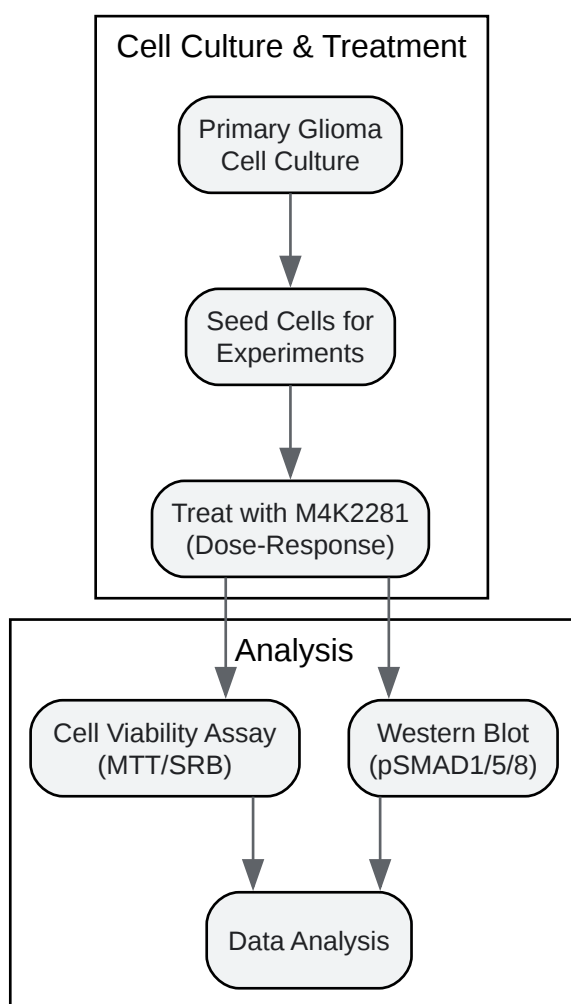 Cell Culture & Treatment
Primary Glioma
Cell Culture
Seed Cells for
Experiments
Treat with M4K2281
(Dose-Response)
Analysis
Cell Viability Assay
(MTT/SRB)
Western Blot
(pSMAD1/5/8)
Data Analysis